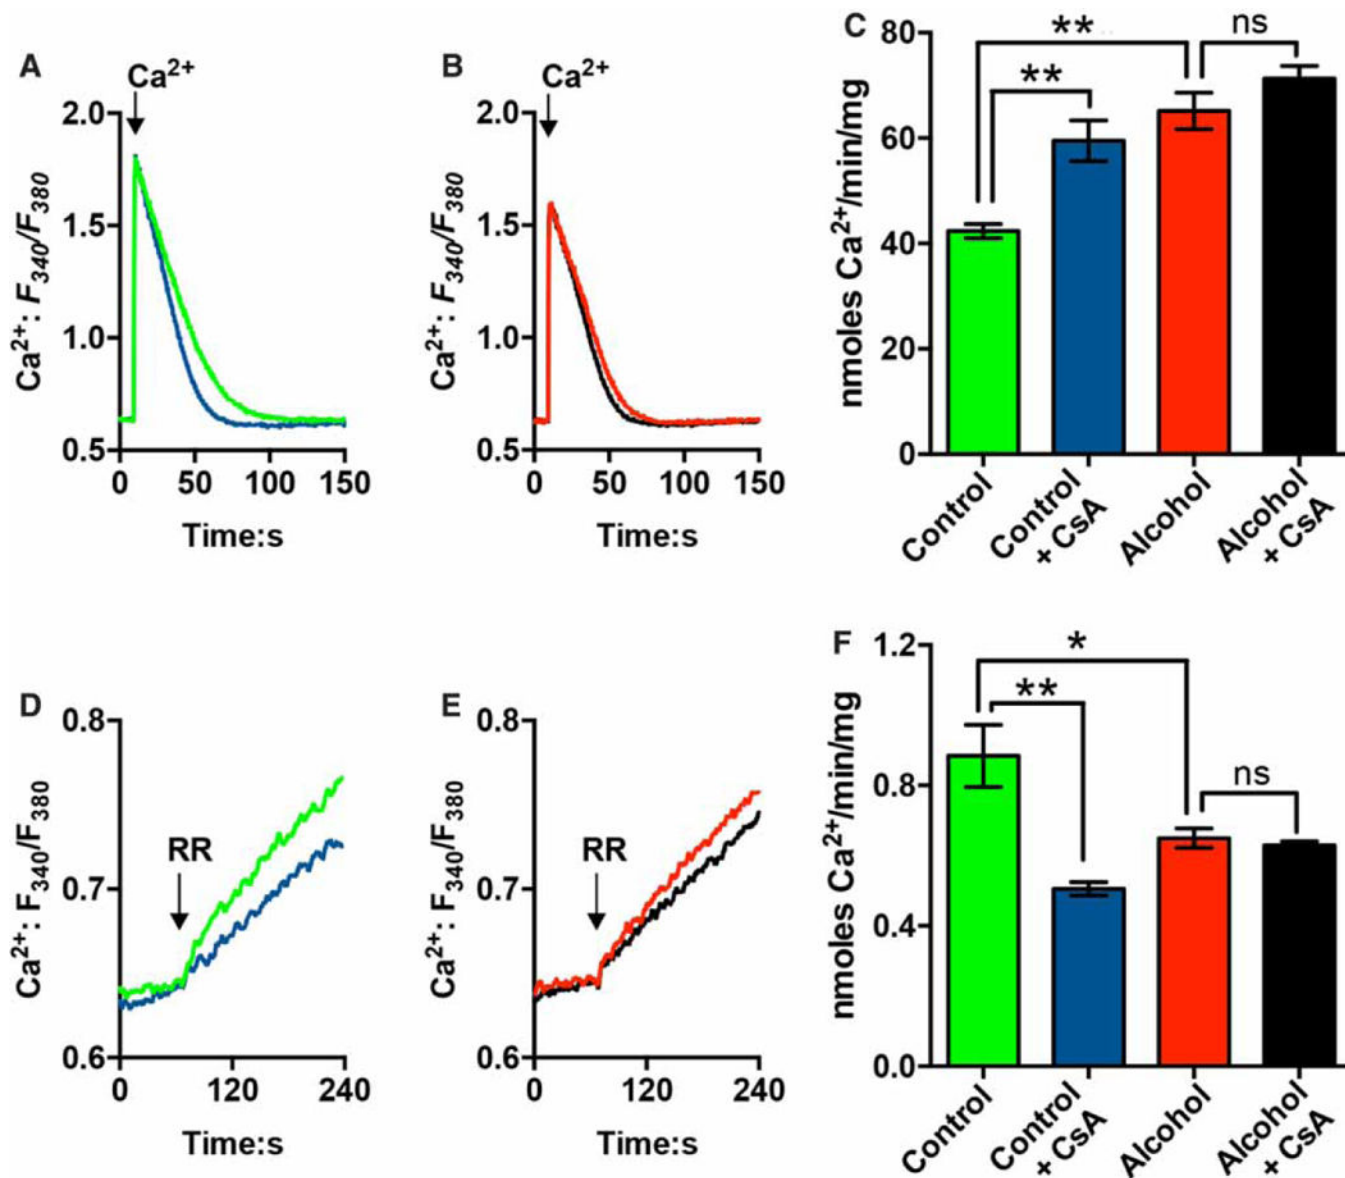 A
Ca²⁺
2.0
1.5
1.0
0.5
Ca²⁺: F₃₄₀/F₃₈₀
0 50 100 150
Time:s
B
Ca²⁺
2.0
1.5
1.0
0.5
Ca²⁺: F₃₄₀/F₃₈₀
0 50 100 150
Time:s
C
80
60
40
20
0
nmoles Ca²⁺/min/mg
**
ns
**
Control
Control
+ CsA
Alcohol
Alcohol
+ CsA
D
0.8
0.7
0.6
Ca²⁺: F₃₄₀/F₃₈₀
RR
0 120 240
Time:s
E
0.8
0.7
0.6
Ca²⁺: F₃₄₀/F₃₈₀
RR
0 120 240
Time:s
F
1.2
0.8
0.4
0.0
nmoles Ca²⁺/min/mg
*
**
ns
Control
Control
+ CsA
Alcohol
Alcohol
+ CsA